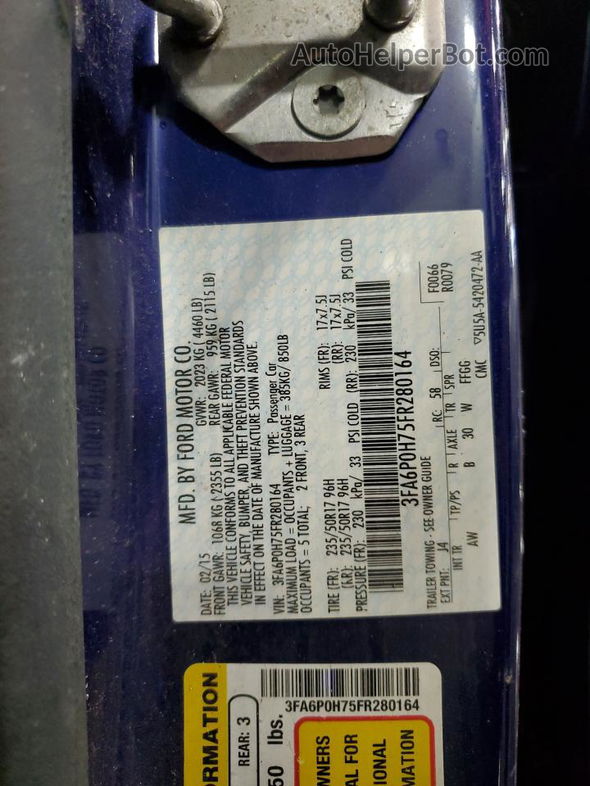 AutoHelperBot.com
MFD. BY FORD MOTOR CO.
DATE: 02/15 GVWR: 2023 KG ( 4460 LB)
FRONT GAWR: 1068 KG ( 2355 LB) REAR GAWR: 959 KG ( 2115 LB)
THIS VEHICLE CONFORMS TO ALL APPLICABLE FEDERAL MOTOR
VEHICLE SAFETY, BUMPER, AND THEFT PREVENTION STANDARDS
IN EFFECT ON THE DATE OF MANUFACTURE SHOWN ABOVE.
VIN: 3FA6P0H75FR280164 TYPE: Passenger Car
MAXIMUM LOAD = OCCUPANTS + LUGGAGE = 385KG/ 850LB
OCCUPANTS = 5 TOTAL; 2 FRONT, 3 REAR
TIRE (FR): 235/50R17 96H RIMS (FR): 17x7.5J
(RR): 235/50R17 96H (RR): 17x7.5J
PRESSURE (FR): 230 kPa/ 33 PSI COLD (RR): 230 kPa/ 33 PSI COLD
3FA6P0H75FR280164
TRAILER TOWING - SEE OWNER GUIDE F0066
EXT PNT: J4 RC: 58 DSO: R0079
INT TR TP/PS R AXLE TR SPR
AW B 30 W FFGG
CMC ▽5U5A-5420472-AA
3FA6P0H75FR280164
REAR: 3
lbs.